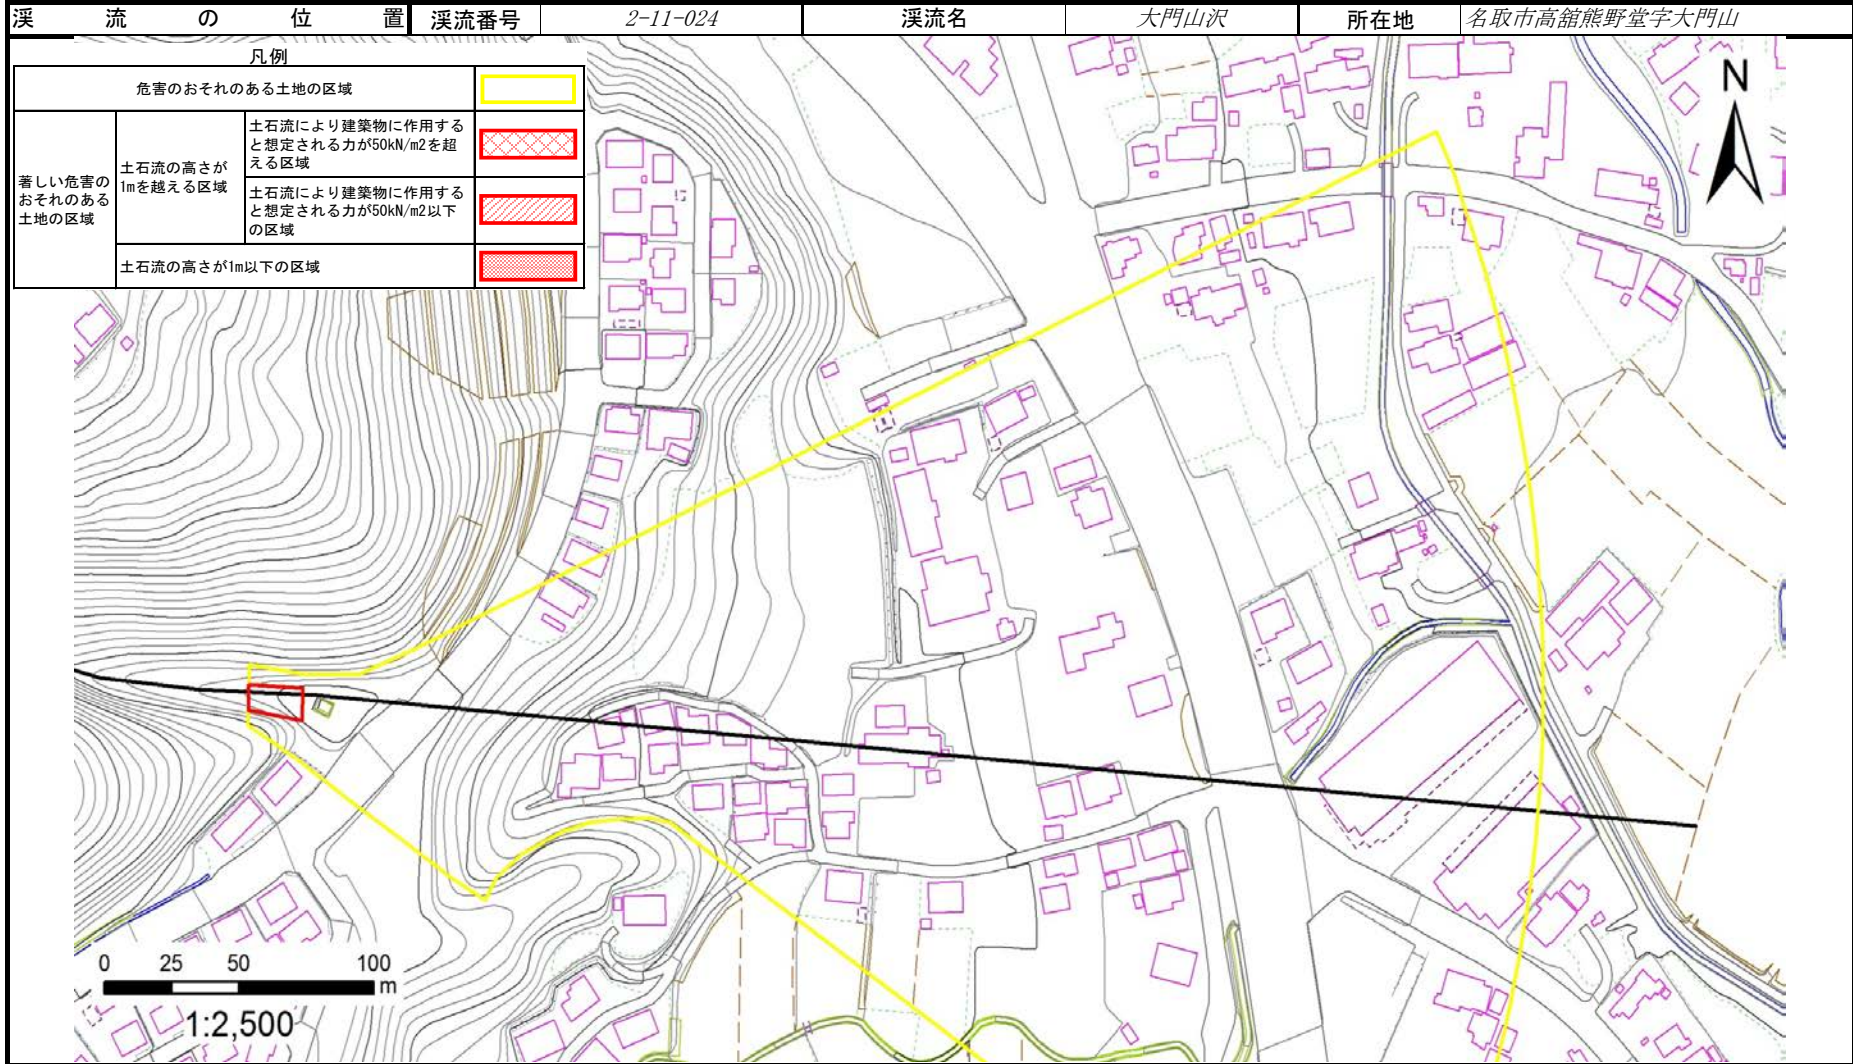 渓流の位置 渓流番号 2-11-024 渓流名 大門山沢 所在地 名取市高舘熊野堂字大門山
凡例
危害のおそれのある土地の区域
著しい危害の
おそれのある
土地の区域
土石流の高さが
1mを越える区域
土石流により建築物に作用する
と想定される力が50kN/m2を超
える区域
土石流により建築物に作用する
と想定される力が50kN/m2以下
の区域
土石流の高さが1m以下の区域
N
0 25 50 100
m
1:2,500